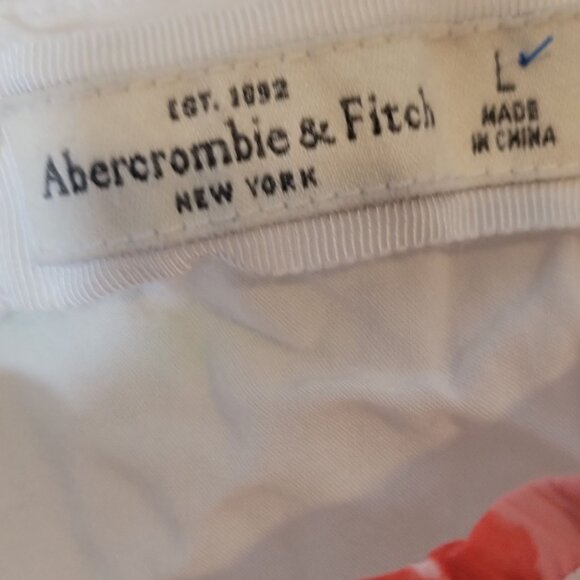 EST. 1892
Abercrombie & Fitch
NEW YORK
L
MADE
IN CHINA